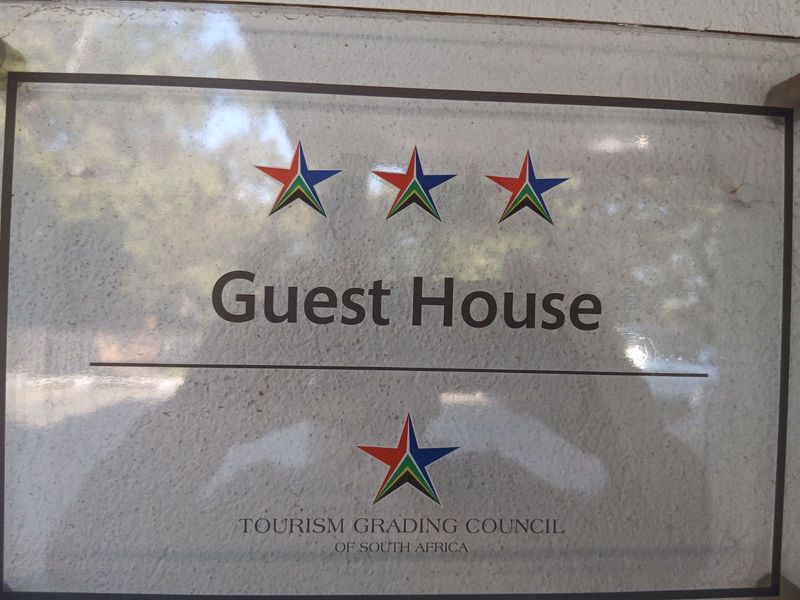 Guest House
TOURISM GRADING COUNCIL
OF SOUTH AFRICA